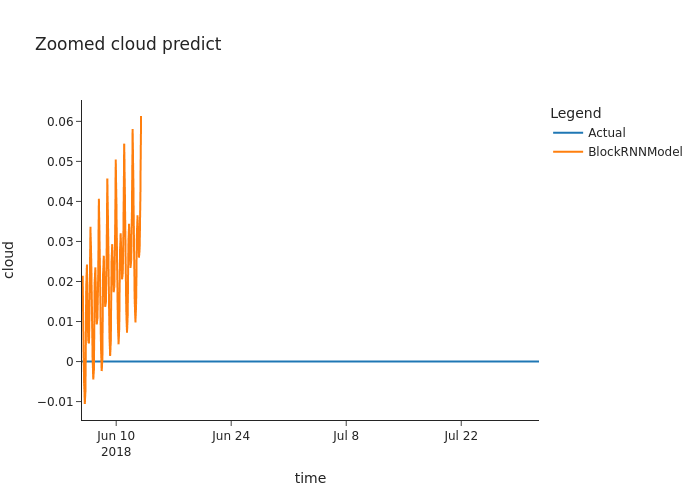 Zoomed cloud predict
Legend
Actual
BlockRNNModel
cloud
0.06
0.05
0.04
0.03
0.02
0.01
0
−0.01
Jun 10
2018
Jun 24
Jul 8
Jul 22
time